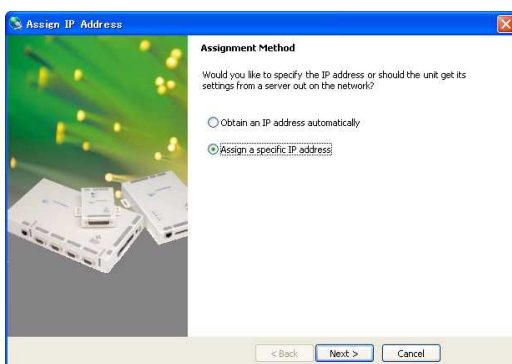 Assign IP Address
Assignment Method
Would you like to specify the IP address or should the unit get its
settings from a server out on the network?
Obtain an IP address automatically
Assign a specific IP address
< Back
Next >
Cancel